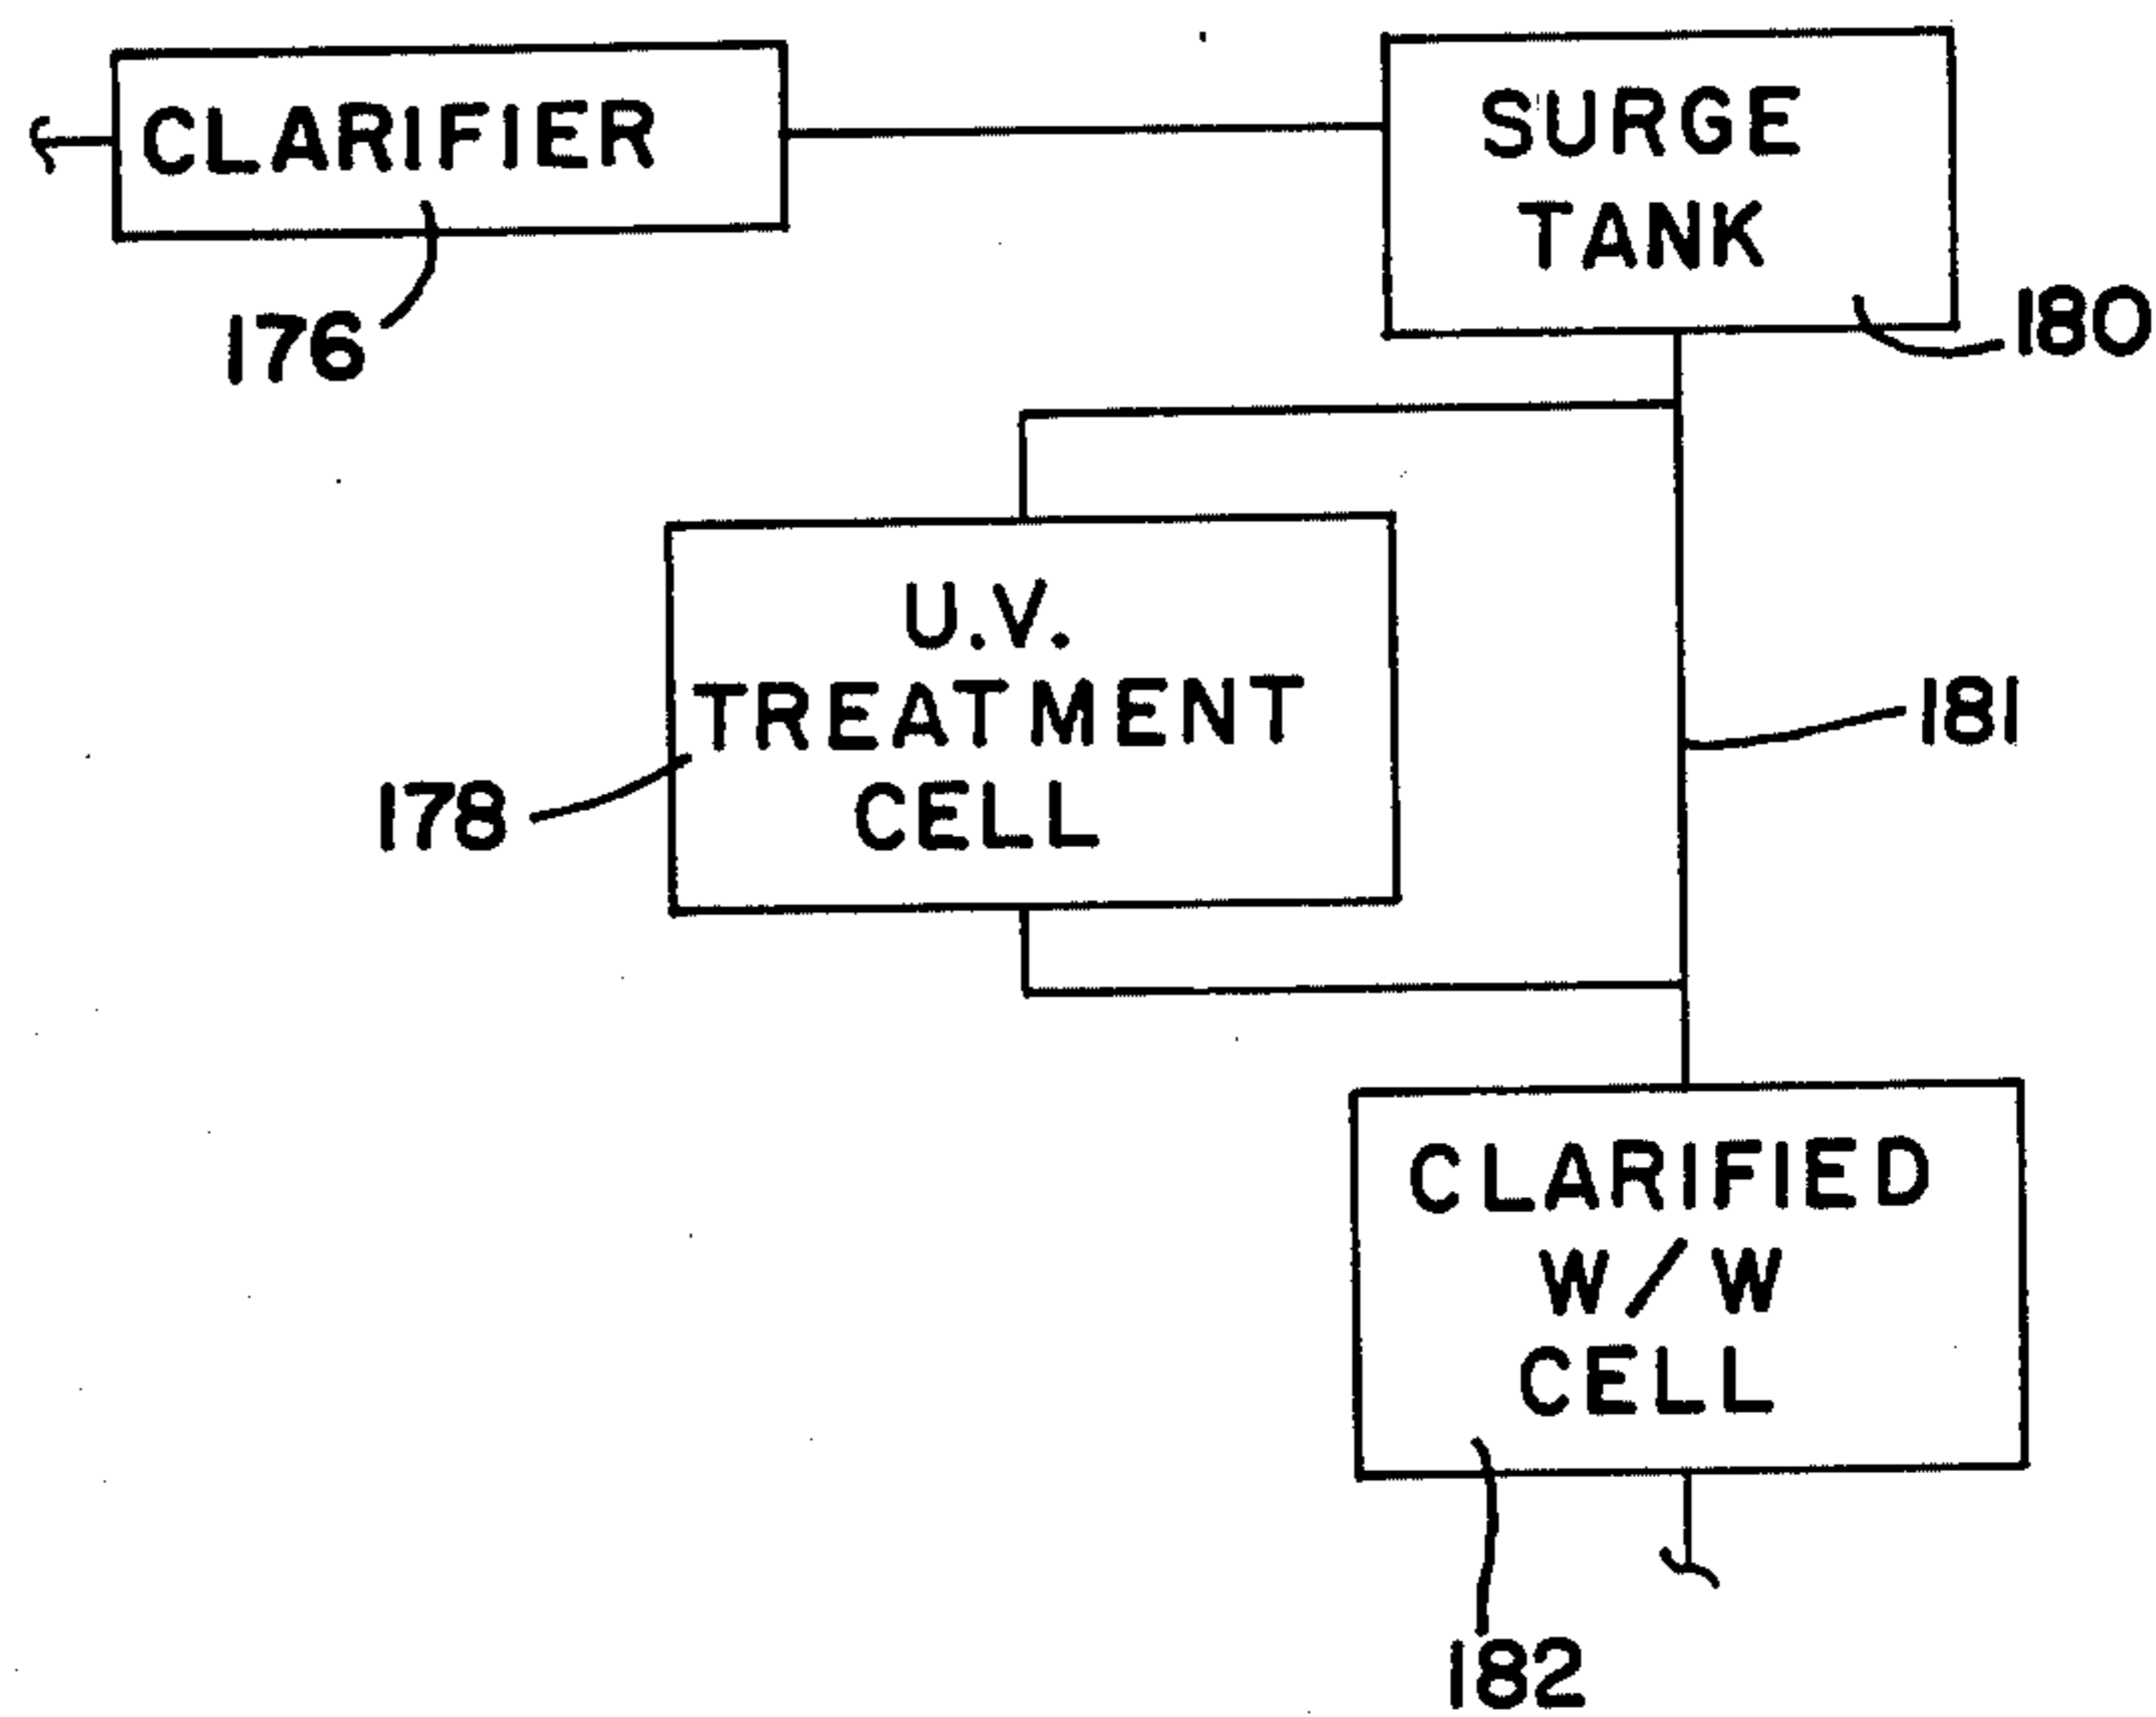 CLARIFIER
176
SURGE
TANK
180
U.V.
TREATMENT
CELL
178
181
CLARIFIED
W/W
CELL
182